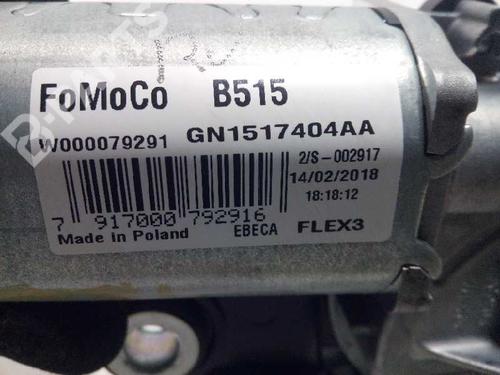 FoMoCo B515
W000079291 GN1517404AA
2/S-002917
14/02/2018
18:18:12
7 917000 792916
Made in Poland EBECA FLEX3